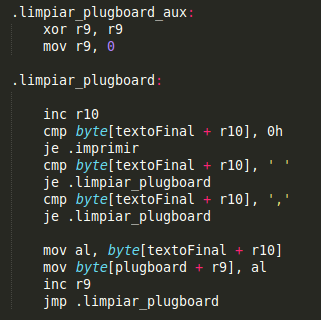 .limpiar_plugboard_aux:
xor r9, r9
mov r9, 0
.limpiar_plugboard:
inc r10
cmp byte[textoFinal + r10], 0h
je .imprimir
cmp byte[textoFinal + r10], ' '
je .limpiar_plugboard
cmp byte[textoFinal + r10], ','
je .limpiar_plugboard
mov al, byte[textoFinal + r10]
mov byte[plugboard + r9], al
inc r9
jmp .limpiar_plugboard